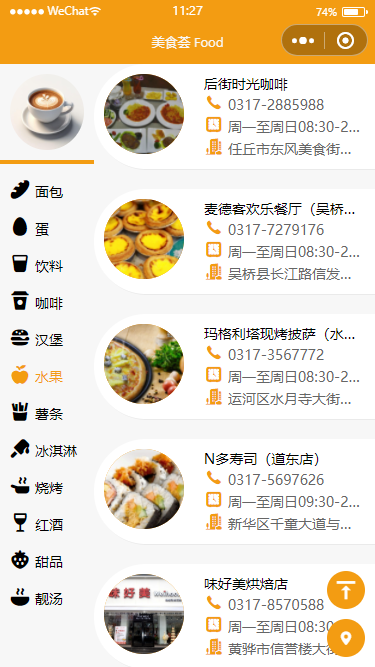 ●●●●● WeChat
11:27
74%
美食荟 Food
面包
蛋
饮料
咖啡
汉堡
水果
薯条
冰淇淋
烧烤
红酒
甜品
靓汤
后街时光咖啡
0317-2885988
周一至周日08:30-2...
任丘市东风美食街...
麦德客欢乐餐厅（吴桥...
0317-7279176
周一至周日08:30-2...
吴桥县长江路信发...
玛格利塔现烤披萨（水...
0317-3567772
周一至周日08:30-2...
运河区水月寺大街...
N多寿司（道东店）
0317-5697626
周一至周日09:30-2...
新华区千童大道与...
味好美烘焙店
0317-8570588
周一至周日08:30-2...
黄骅市信誉楼大街